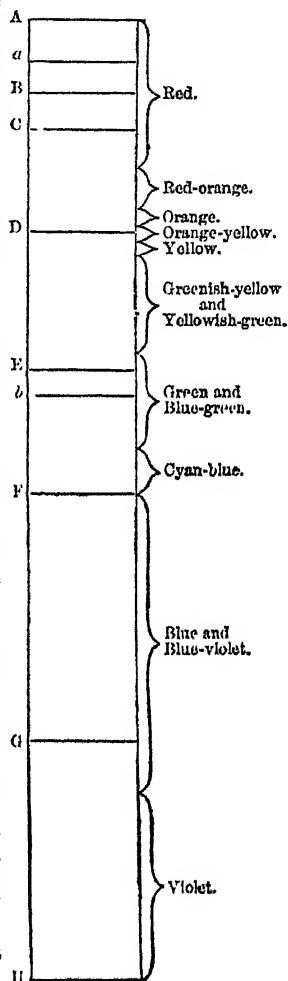 A
a
B
Red.
C
Red-orange.
Orange.
D
Orange-yellow.
Yellow.
Greenish-yellow
and
Yellowish-green.
E
b
Green and
Blue-green.
Cyan-blue.
F
Blue and
Blue-violet.
G
Violet.
H